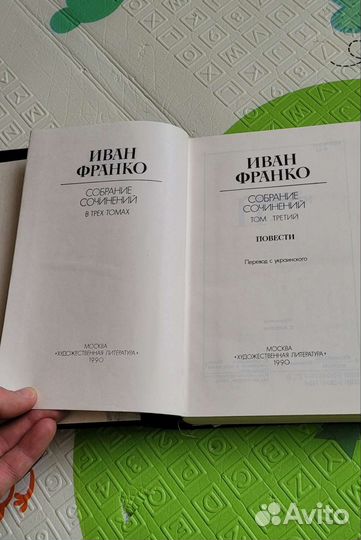 ИВАН
ФРАНКО
СОБРАНИЕ
СОЧИНЕНИЙ
В ТРЕХ ТОМАХ
МОСКВА
«ХУДОЖЕСТВЕННАЯ ЛИТЕРАТУРА»
1990
ИВАН
ФРАНКО
СОБРАНИЕ
СОЧИНЕНИЙ
ТОМ ТРЕТИЙ
ПОВЕСТИ
Перевод с украинского
МОСКВА
«ХУДОЖЕСТВЕННАЯ ЛИТЕРАТУРА»
1990
Avito